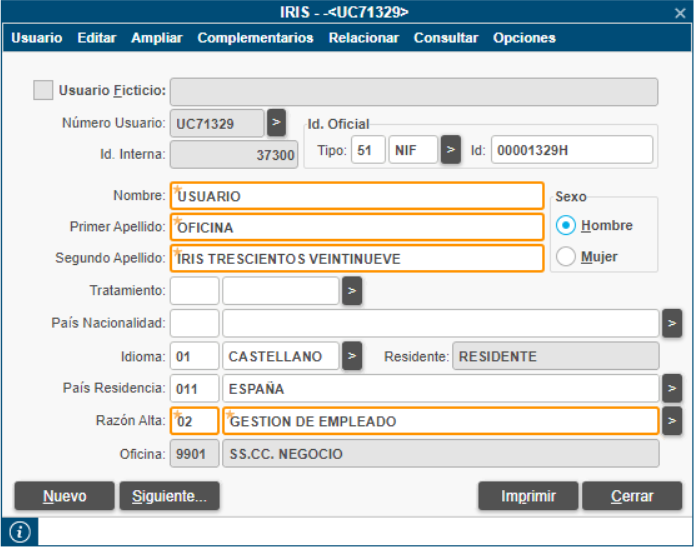 IRIS - -<UC71329>
Usuario Editar Ampliar Complementarios Relacionar Consultar Opciones
Usuario Ficticio:
Número Usuario: UC71329 >
Id. Oficial
Tipo: 51 NIF > Id: 00001329H
Id. Interna: 37300
Nombre: *USUARIO
Primer Apellido: *OFICINA
Segundo Apellido: *IRIS TRESCIENTOS VEINTINUEVE
Sexo
Hombre
Mujer
Tratamiento: >
País Nacionalidad: >
Idioma: 01 CASTELLANO > Residente: RESIDENTE
País Residencia: 011 ESPAÑA >
Razón Alta: *02 *GESTION DE EMPLEADO >
Oficina: 9901 SS.CC. NEGOCIO
Nuevo Siguiente... Imprimir Cerrar